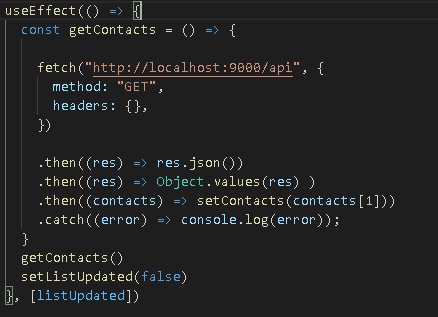 useEffect(() => {
const getContacts = () => {
fetch("http://localhost:9000/api", {
method: "GET",
headers: {},
})
.then((res) => res.json())
.then((res) => Object.values(res) )
.then((contacts) => setContacts(contacts[1]))
.catch((error) => console.log(error));
}
getContacts()
setListUpdated(false)
}, [listUpdated])